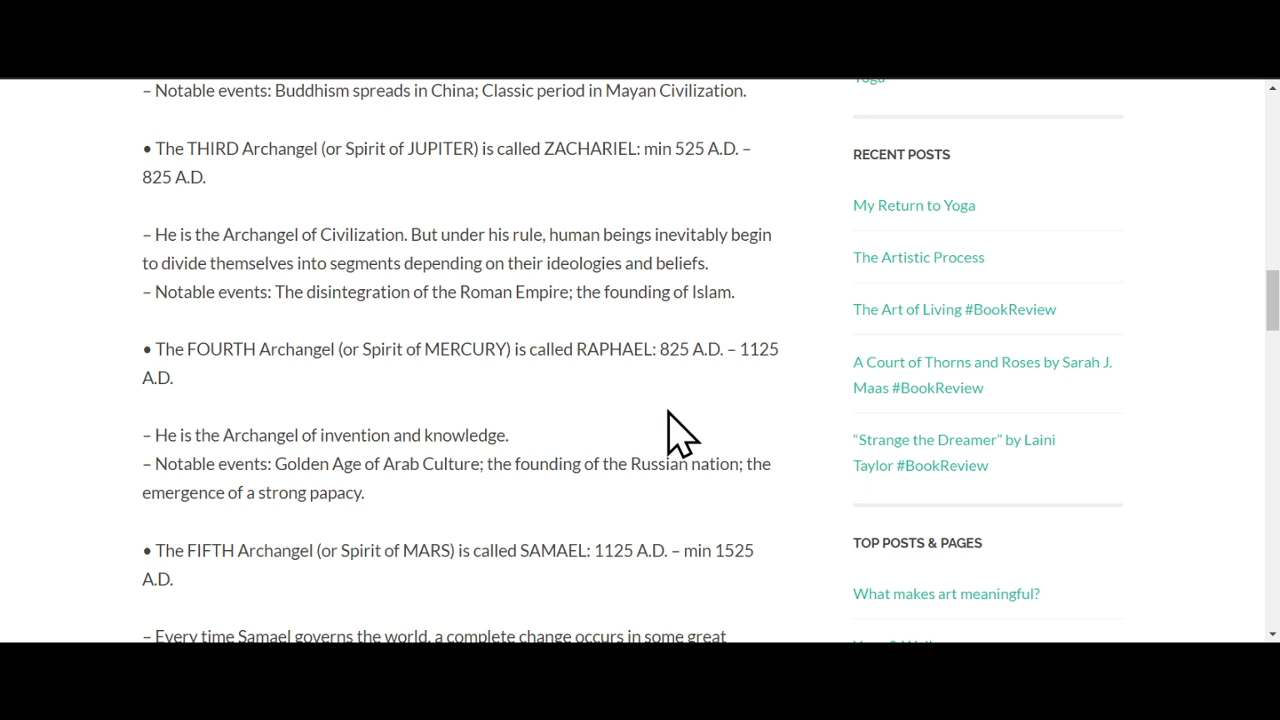 – Notable events: Buddhism spreads in China; Classic period in Mayan Civilization.
• The THIRD Archangel (or Spirit of JUPITER) is called ZACHARIEL: min 525 A.D. –
825 A.D.
– He is the Archangel of Civilization. But under his rule, human beings inevitably begin
to divide themselves into segments depending on their ideologies and beliefs.
– Notable events: The disintegration of the Roman Empire; the founding of Islam.
• The FOURTH Archangel (or Spirit of MERCURY) is called RAPHAEL: 825 A.D. – 1125
A.D.
– He is the Archangel of invention and knowledge.
– Notable events: Golden Age of Arab Culture; the founding of the Russian nation; the
emergence of a strong papacy.
• The FIFTH Archangel (or Spirit of MARS) is called SAMAEL: 1125 A.D. – min 1525
A.D.
– Every time Samael governs the world, a complete change occurs in some great
Yoga
RECENT POSTS
My Return to Yoga
The Artistic Process
The Art of Living #BookReview
A Court of Thorns and Roses by Sarah J.
Maas #BookReview
“Strange the Dreamer” by Laini
Taylor #BookReview
TOP POSTS & PAGES
What makes art meaningful?